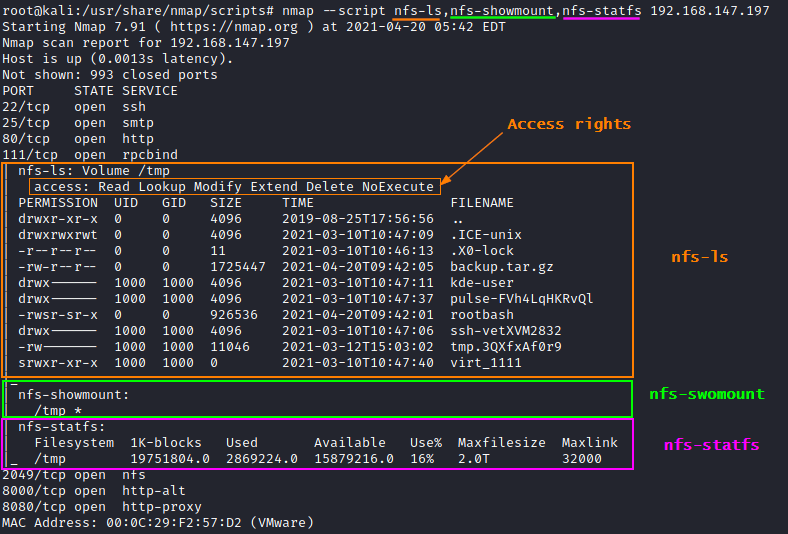 root@kali:/usr/share/nmap/scripts# nmap --script nfs-ls,nfs-showmount,nfs-statfs 192.168.147.197
Starting Nmap 7.91 ( https://nmap.org ) at 2021-04-20 05:42 EDT
Nmap scan report for 192.168.147.197
Host is up (0.0013s latency).
Not shown: 993 closed ports
PORT     STATE SERVICE
22/tcp   open  ssh
25/tcp   open  smtp
80/tcp   open  http
Access rights
111/tcp  open  rpcbind
| nfs-ls: Volume /tmp
|   access: Read Lookup Modify Extend Delete NoExecute
| PERMISSION  UID   GID   SIZE     TIME                 FILENAME
| drwxr-xr-x  0     0     4096     2019-08-25T17:56:56  ..
| drwxrwxrwt  0     0     4096     2021-03-10T10:47:09  .ICE-unix
| -r--r--r--  0     0     11       2021-03-10T10:46:13  .X0-lock
| -rw-r--r--  0     0     1725447  2021-04-20T09:42:05  backup.tar.gz
nfs-ls
| drwx------  1000  1000  4096     2021-03-10T10:47:11  kde-user
| drwx------  1000  1000  4096     2021-03-10T10:47:37  pulse-FVh4LqHKRvQl
| -rwsr-sr-x  0     0     926536   2021-04-20T09:42:01  rootbash
| drwx------  1000  1000  4096     2021-03-10T10:47:06  ssh-vetXVM2832
| -rw-------  1000  1000  11046    2021-03-12T15:03:02  tmp.3QXfxAf0r9
| srwxr-xr-x  1000  1000  0        2021-03-10T10:47:40  virt_1111
|_
| nfs-showmount:
|   /tmp *
nfs-swomount
| nfs-statfs:
|   Filesystem  1K-blocks   Used       Available   Use%  Maxfilesize  Maxlink
|_  /tmp        19751804.0  2869224.0  15879216.0  16%   2.0T         32000
nfs-statfs
2049/tcp open  nfs
8000/tcp open  http-alt
8080/tcp open  http-proxy
MAC Address: 00:0C:29:F2:57:D2 (VMware)